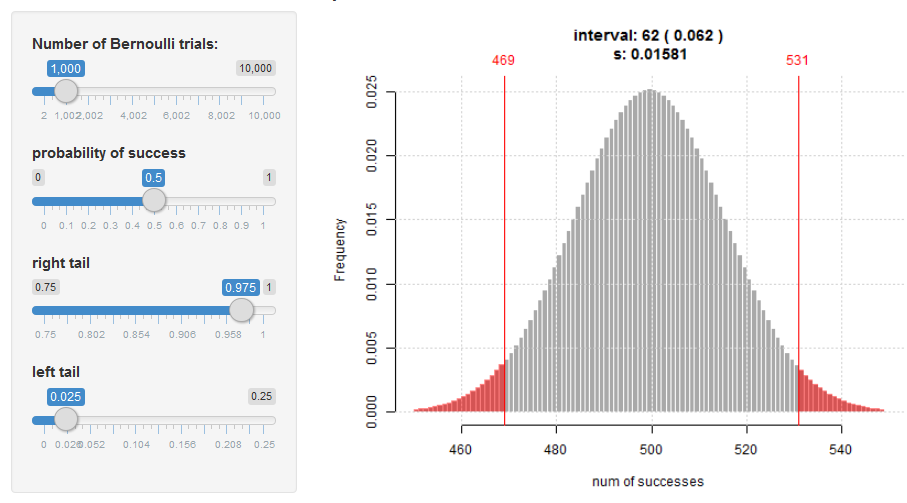 Number of Bernoulli trials:
1,000 10,000
2 1,002 2,002 4,002 6,002 8,002 10,000
probability of success
0 0.5 1
0 0.1 0.2 0.3 0.4 0.5 0.6 0.7 0.8 0.9 1
right tail
0.75 0.975 1
0.75 0.802 0.854 0.906 0.958 1
left tail
0.025 0.25
0 0.026 0.052 0.104 0.156 0.208 0.25
interval: 62 ( 0.062 )
s: 0.01581
469 531
Frequency
0.025
0.020
0.015
0.010
0.005
0.000
460 480 500 520 540
num of successes